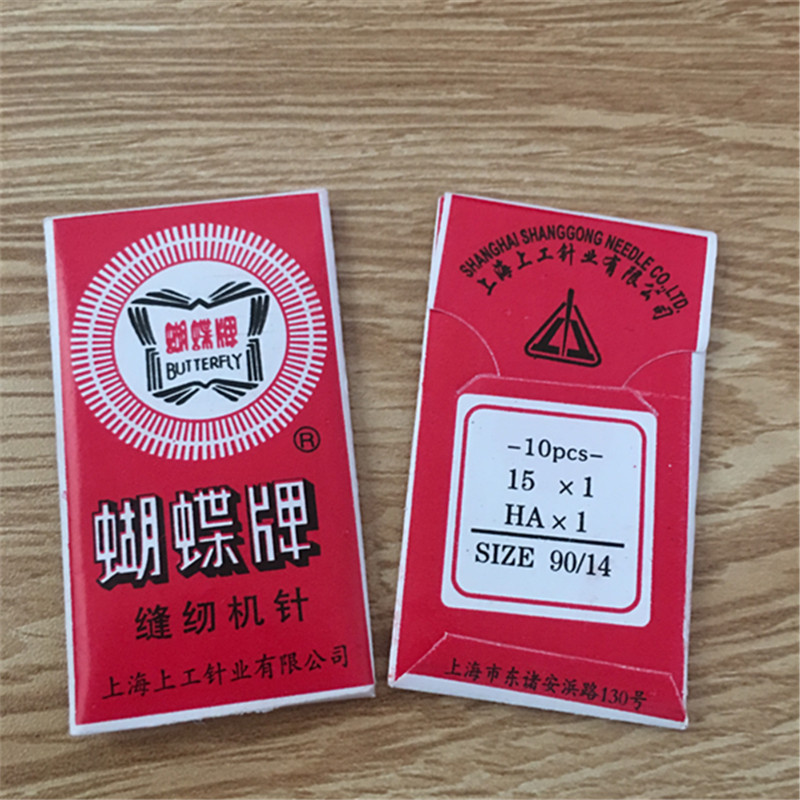 蝴蝶牌
BUTTERFLY
®
蝴蝶牌
缝纫机针
上海上工针业有限公司
SHANGHAI SHANGGONG NEEDLE CO.,LTD.
上海上工针业有限公司
-10pcs-
15 ×1
HA×1
SIZE 90/14
上海市东诸安浜路130号